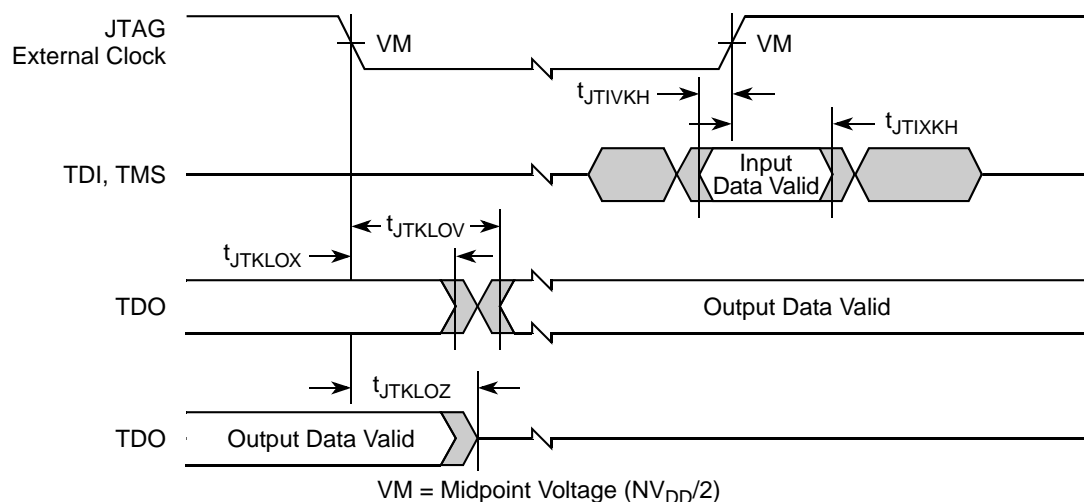 JTAG
External Clock
VM
VM
tJTIVKH
tJTIXKH
TDI, TMS
Input
Data Valid
tJTKLOV
tJTKLOX
TDO
Output Data Valid
tJTKLOZ
TDO
Output Data Valid
VM = Midpoint Voltage (NVDD/2)